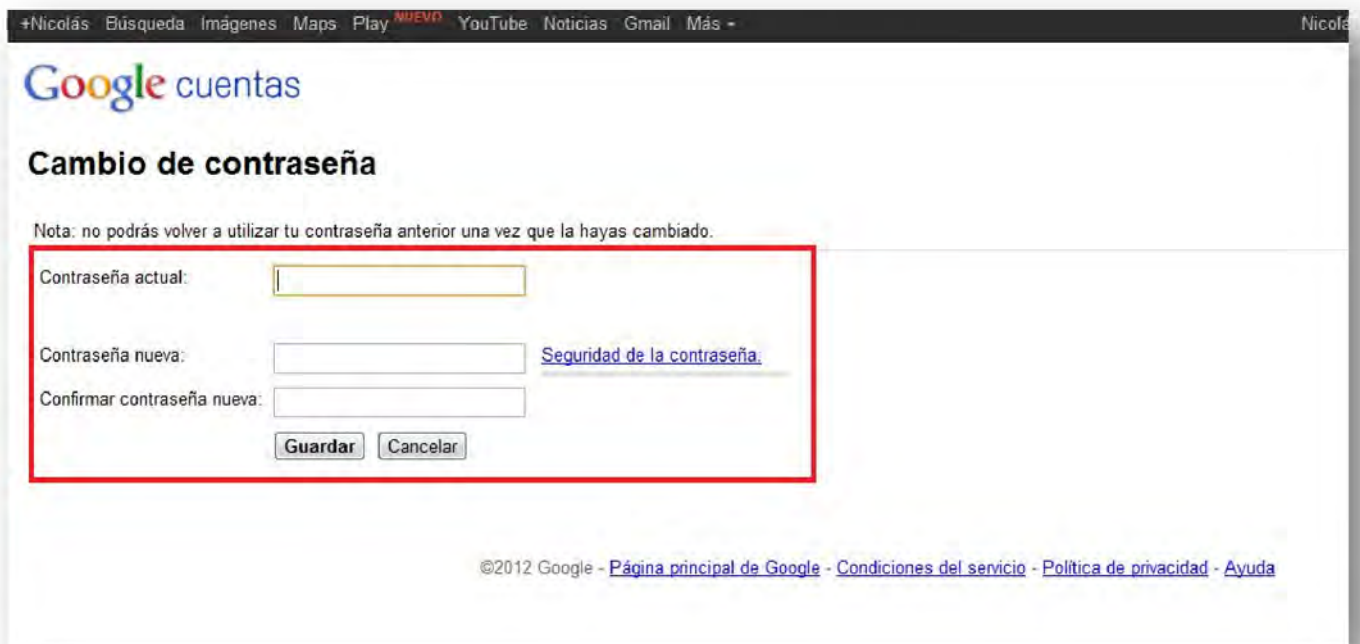 +Nicolás Búsqueda Imágenes Maps Play NUEVO YouTube Noticias Gmail Más
Google cuentas
Cambio de contraseña
Nota: no podrás volver a utilizar tu contraseña anterior una vez que la hayas cambiado.
Contraseña actual:
Contraseña nueva: Seguridad de la contraseña.
Confirmar contraseña nueva:
Guardar Cancelar
©2012 Google - Página principal de Google - Condiciones del servicio - Política de privacidad - Ayuda